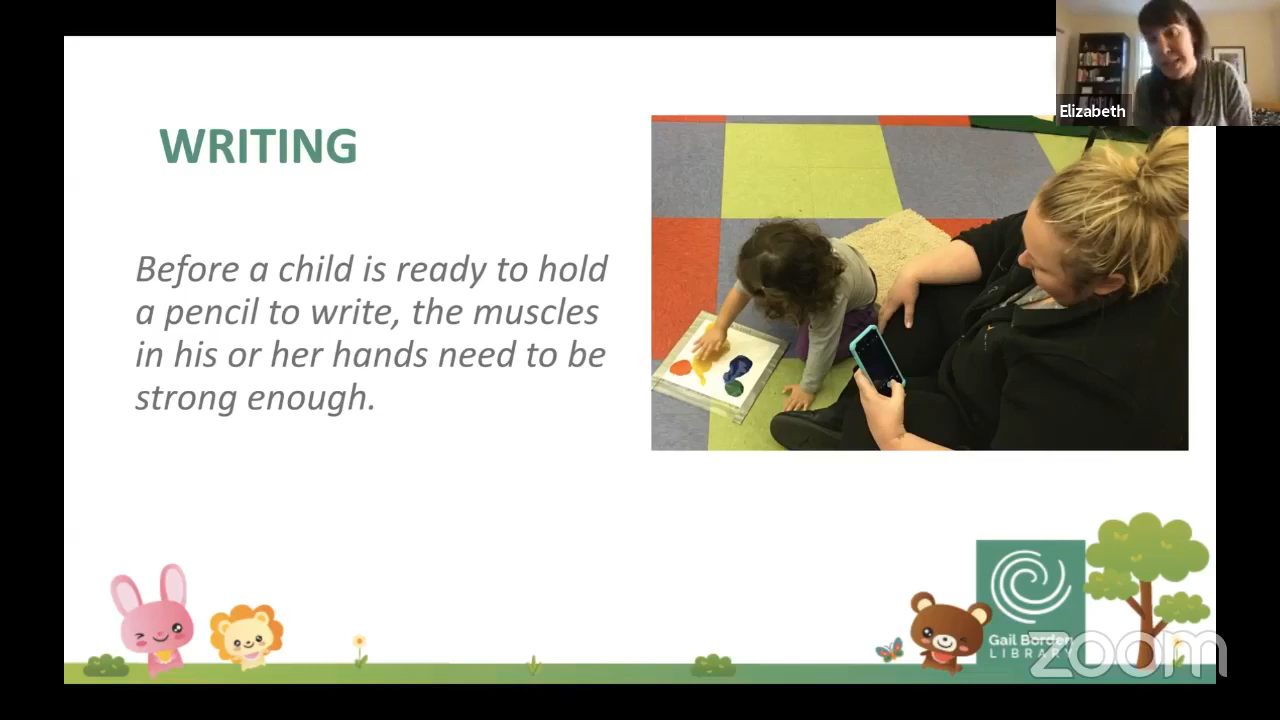 Elizabeth
WRITING
Before a child is ready to hold
a pencil to write, the muscles
in his or her hands need to be
strong enough.
Gail Borden
LIBRARY
zoom